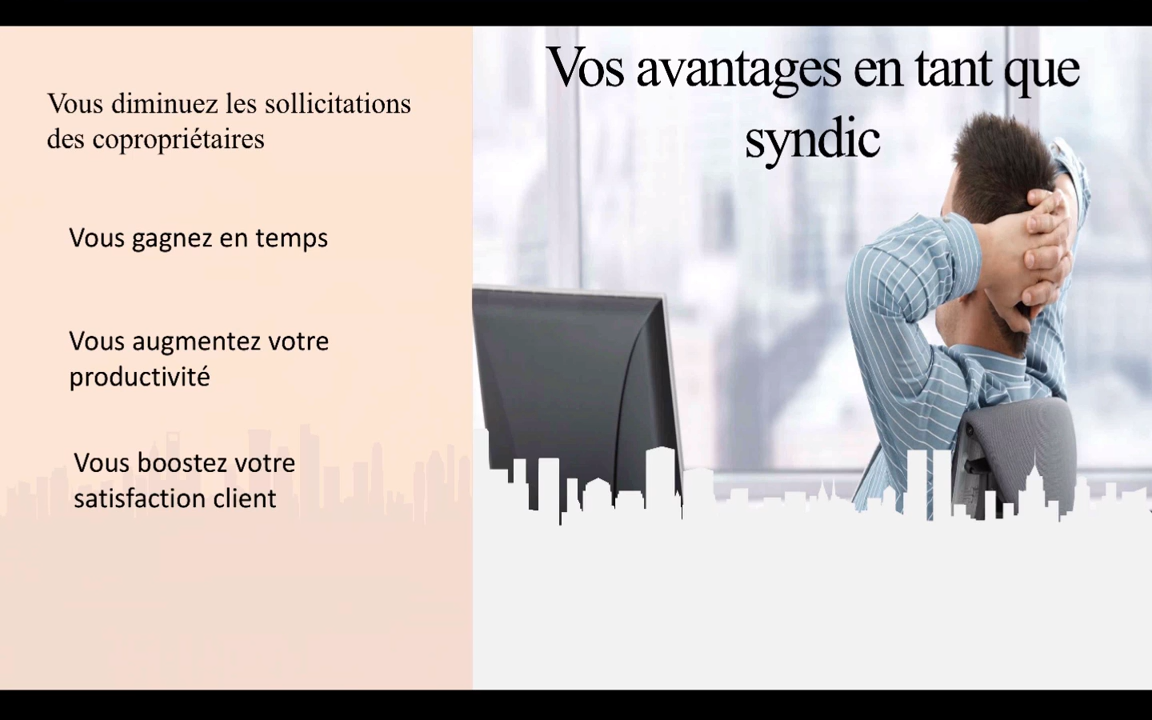 Vos avantages en tant que
syndic
Vous diminuez les sollicitations
des copropriétaires
Vous gagnez en temps
Vous augmentez votre
productivité
Vous boostez votre
satisfaction client